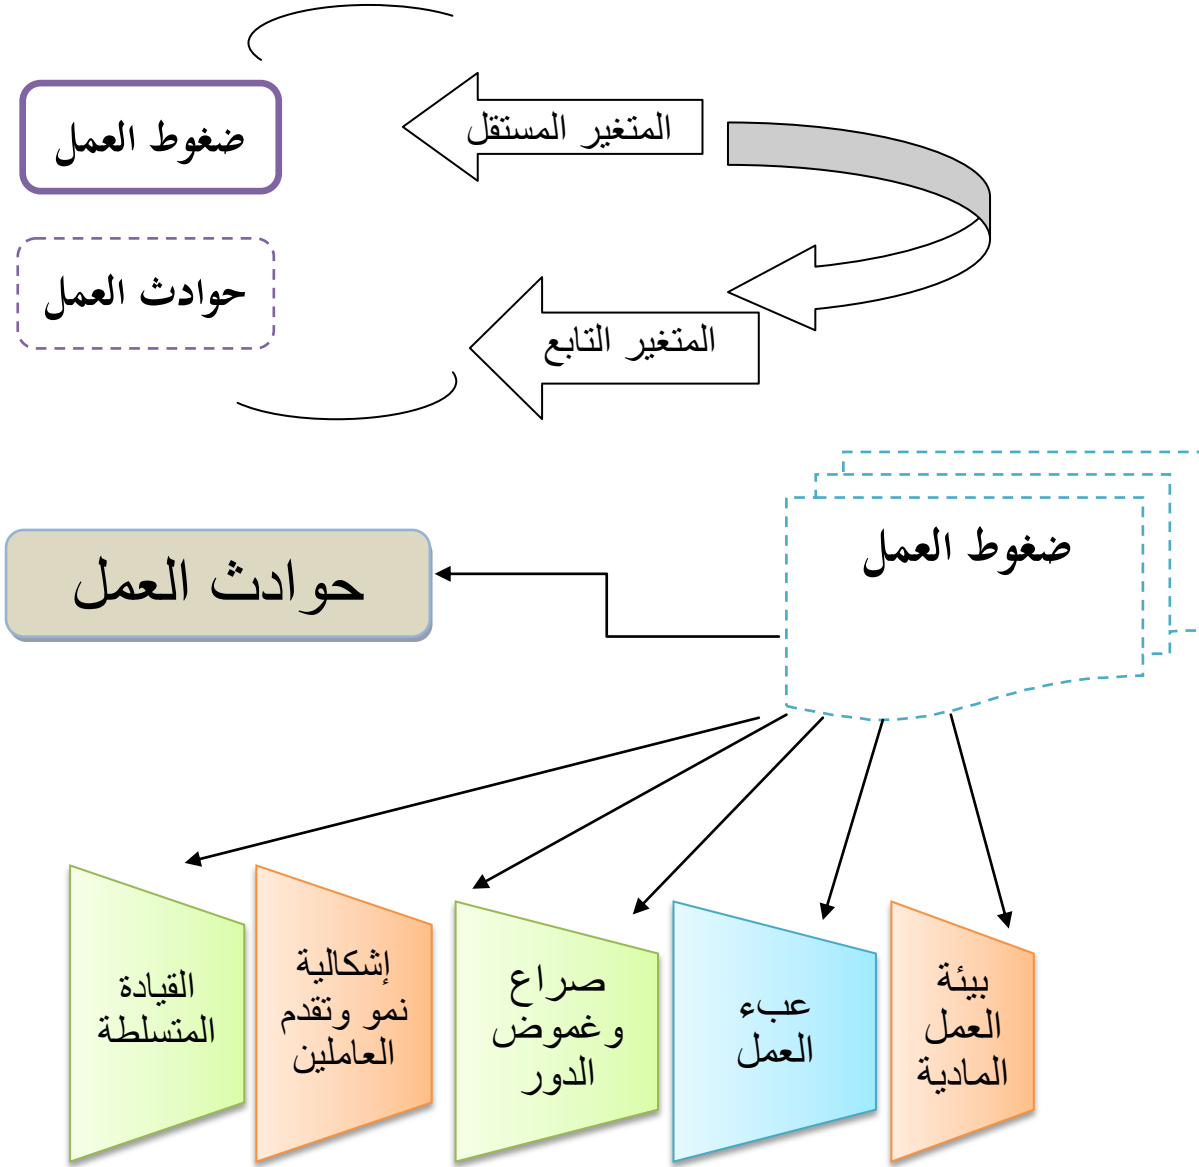 المتغير المستقل
ضغوط العمل
حوادث العمل
المتغير التابع
ضغوط العمل
حوادث العمل
بيئة
العمل
المادية
عبء
العمل
صراع
وغموض
الدور
إشكالية
نمو وتقدم
العاملين
القيادة
المتسلطة